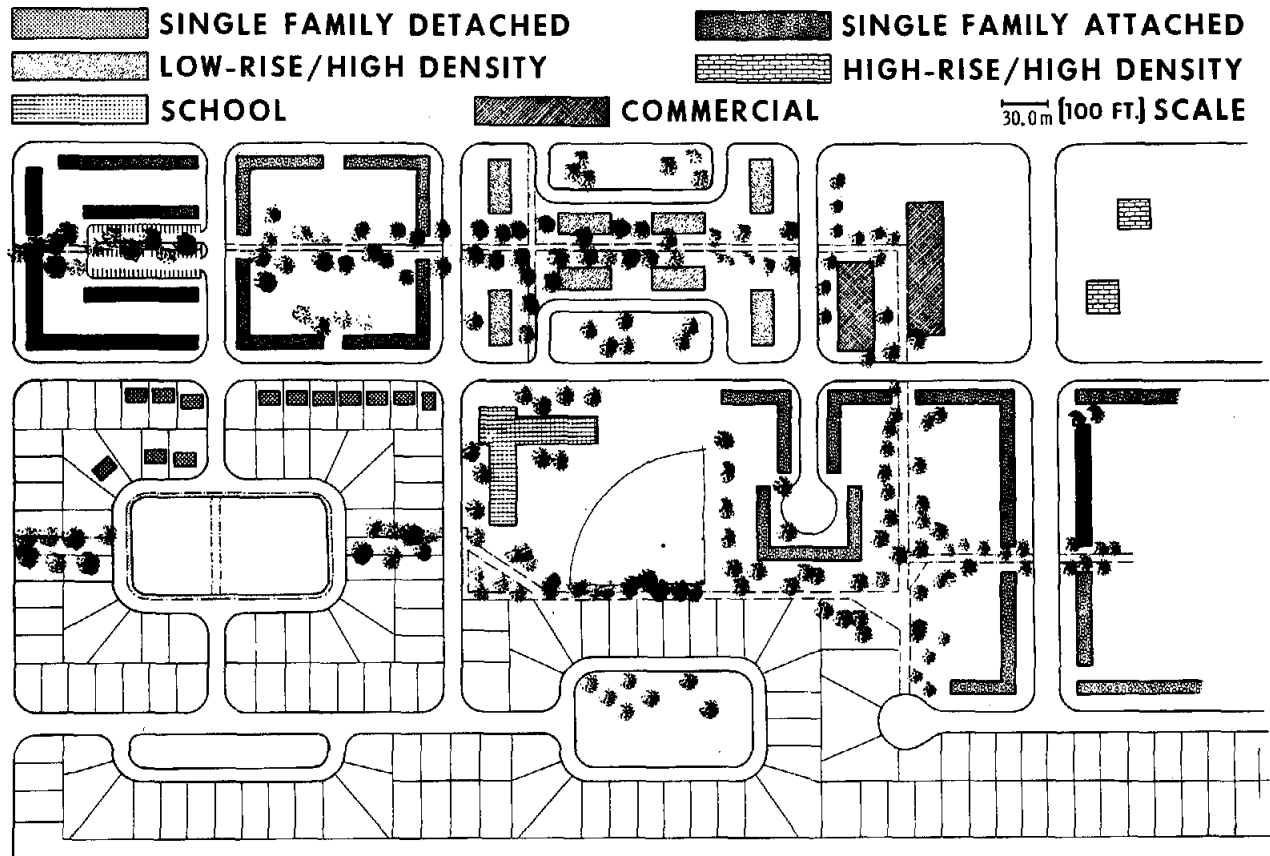 SINGLE FAMILY DETACHED
SINGLE FAMILY ATTACHED
LOW-RISE/HIGH DENSITY
HIGH-RISE/HIGH DENSITY
SCHOOL
COMMERCIAL
30.0m [100 FT.] SCALE